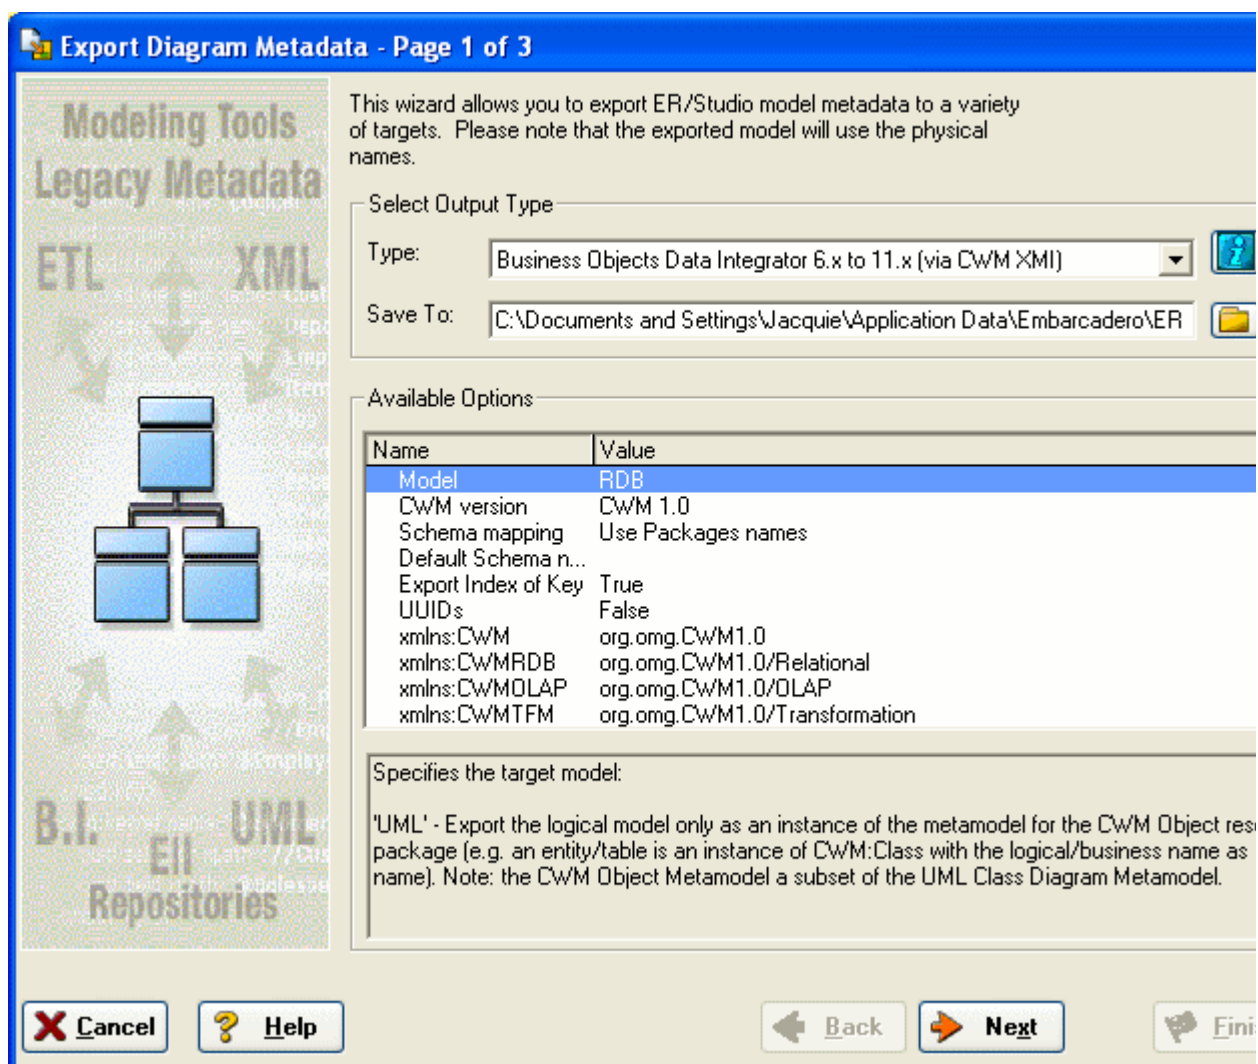 Export Diagram Metadata - Page 1 of 3
Modeling Tools
Legacy Metadata
ETL XML
B.I. UML
EII
Repositories
This wizard allows you to export ER/Studio model metadata to a variety
of targets. Please note that the exported model will use the physical
names.
Select Output Type
Type: Business Objects Data Integrator 6.x to 11.x (via CWM XMI)
Save To: C:\Documents and Settings\Jacquie\Application Data\Embarcadero\ER
Available Options
Name Value
Model RDB
CWM version CWM 1.0
Schema mapping Use Packages names
Default Schema n...
Export Index of Key True
UUIDs False
xmlns:CWM org.omg.CWM1.0
xmlns:CWMRDB org.omg.CWM1.0/Relational
xmlns:CWMOLAP org.omg.CWM1.0/OLAP
xmlns:CWMTFM org.omg.CWM1.0/Transformation
Specifies the target model:
'UML' - Export the logical model only as an instance of the metamodel for the CWM Object
package (e.g. an entity/table is an instance of CWM:Class with the logical/business name as
name). Note: the CWM Object Metamodel a subset of the UML Class Diagram Metamodel.
Cancel Help Back Next